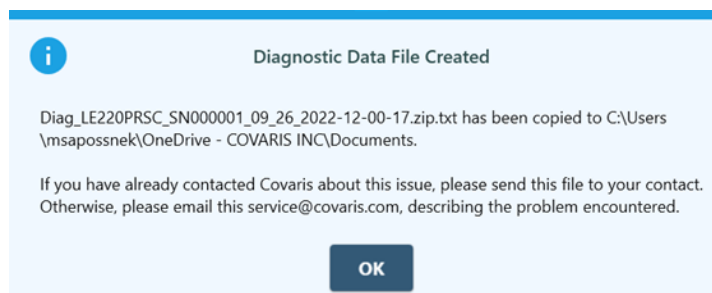 Diagnostic Data File Created
Diag_LE220PRSC_SN000001_09_26_2022-12-00-17.zip.txt has been copied to C:\Users
\msapossnek\OneDrive - COVARIS INC\Documents.
If you have already contacted Covaris about this issue, please send this file to your contact.
Otherwise, please email this service@covaris.com, describing the problem encountered.
OK